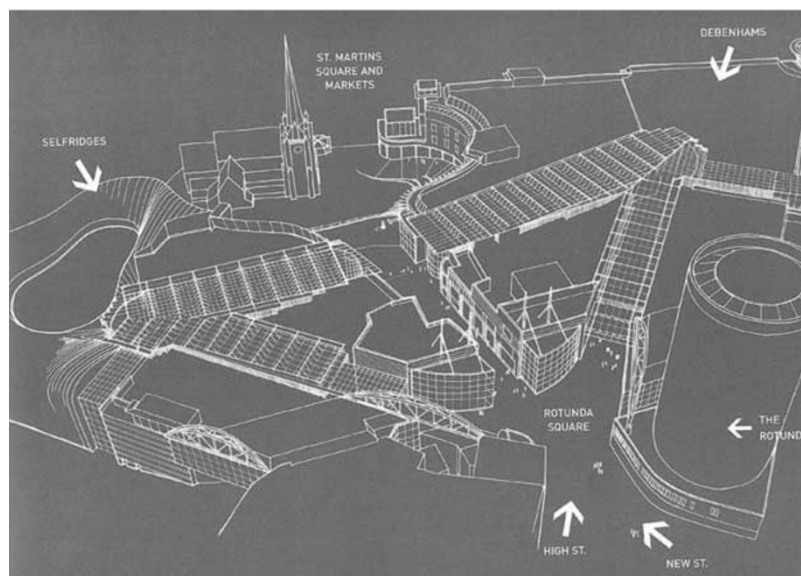 DEBENHAMS
ST. MARTINS
SQUARE AND
MARKETS
SELFRIDGES
ROTUNDA
SQUARE
THE
ROTUND
HIGH ST.
NEW ST.